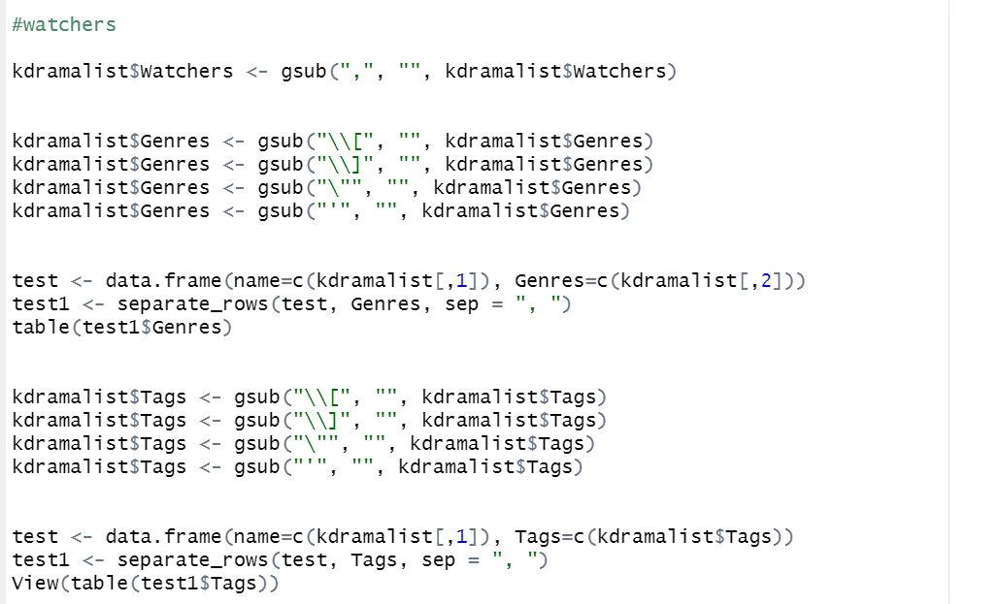 #watchers
kdramalist$Watchers <- gsub(",", "", kdramalist$Watchers)
kdramalist$Genres <- gsub("\\[", "", kdramalist$Genres)
kdramalist$Genres <- gsub("\\]", "", kdramalist$Genres)
kdramalist$Genres <- gsub("\"", "", kdramalist$Genres)
kdramalist$Genres <- gsub("'", "", kdramalist$Genres)
test <- data.frame(name=c(kdramalist[,1]), Genres=c(kdramalist[,2]))
test1 <- separate_rows(test, Genres, sep = ", ")
table(test1$Genres)
kdramalist$Tags <- gsub("\\[", "", kdramalist$Tags)
kdramalist$Tags <- gsub("\\]", "", kdramalist$Tags)
kdramalist$Tags <- gsub("\"", "", kdramalist$Tags)
kdramalist$Tags <- gsub("'", "", kdramalist$Tags)
test <- data.frame(name=c(kdramalist[,1]), Tags=c(kdramalist$Tags))
test1 <- separate_rows(test, Tags, sep = ", ")
View(table(test1$Tags))